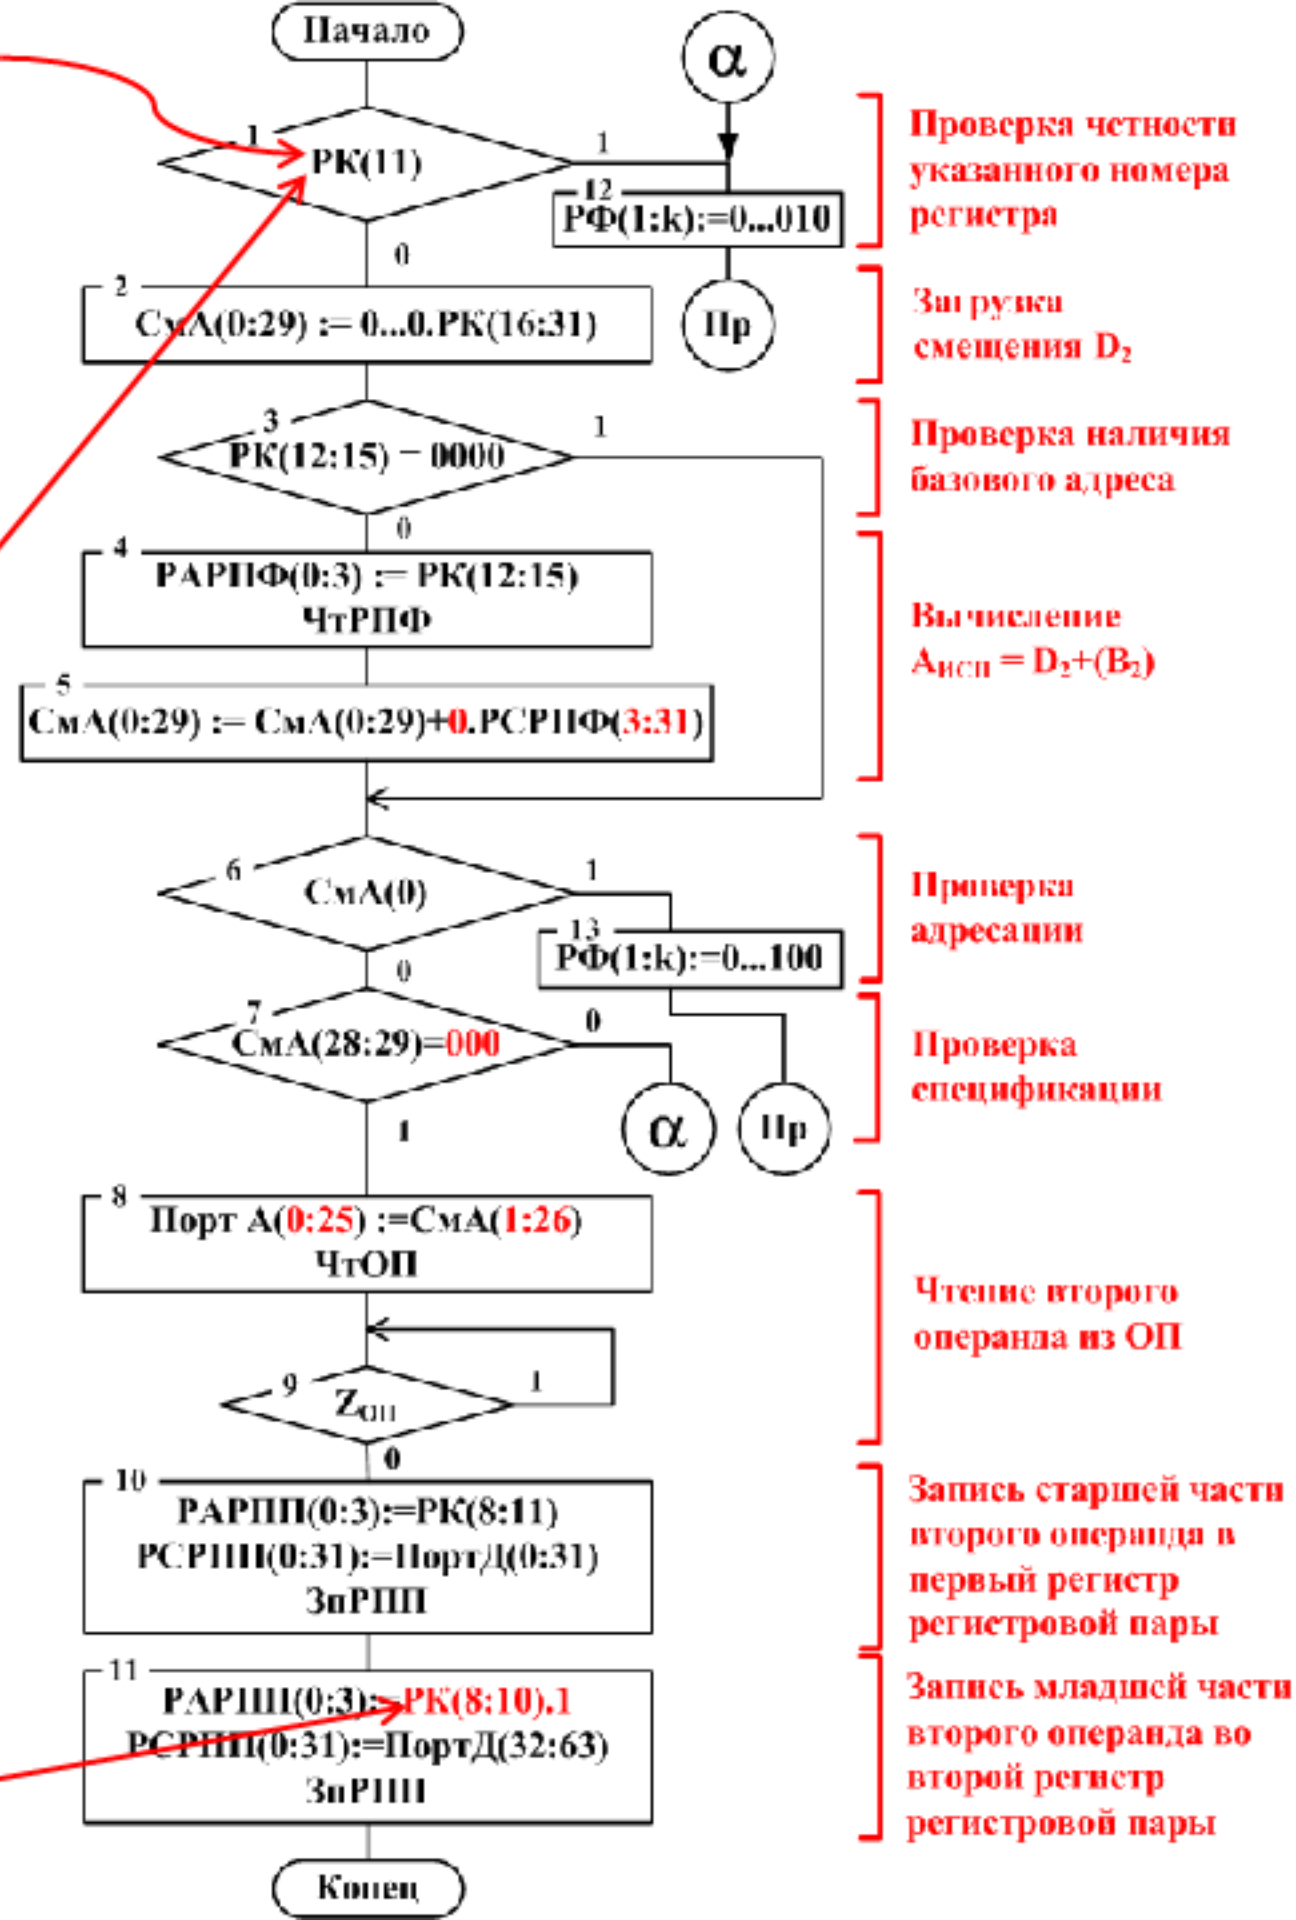 Начало
α
1
РК(11)
1
0
12
РФ(1:k):=0...010
Пр
Проверка четности
указанного номера
регистра
2
СмА(0:29) := 0...0.РК(16:31)
Загрузка
смещения D₂
3
РК(12:15) = 0000
1
0
Проверка наличия
базового адреса
4
РАРПФ(0:3) := РК(12:15)
ЧтРПФ
5
СмА(0:29) := СмА(0:29)+0.РСРПФ(3:31)
Вычисление
Aисп = D₂+(B₂)
6
СмА(0)
1
0
13
РФ(1:k):=0...100
Проверка
адресации
7
СмА(28:29)=000
0
1
α
Пр
Проверка
спецификации
8
Порт А(0:25) :=СмА(1:26)
ЧтОП
9
Zоп
1
0
Чтение второго
операнда из ОП
10
РАРПП(0:3):=РК(8:11)
РСРПП(0:31):=ПортД(0:31)
ЗпРПП
Запись старшей части
второго операнда в
первый регистр
регистровой пары
11
РАРПП(0:3):=РК(8:10).1
РСРПП(0:31):=ПортД(32:63)
ЗпРПП
Запись младшей части
второго операнда во
второй регистр
регистровой пары
Конец